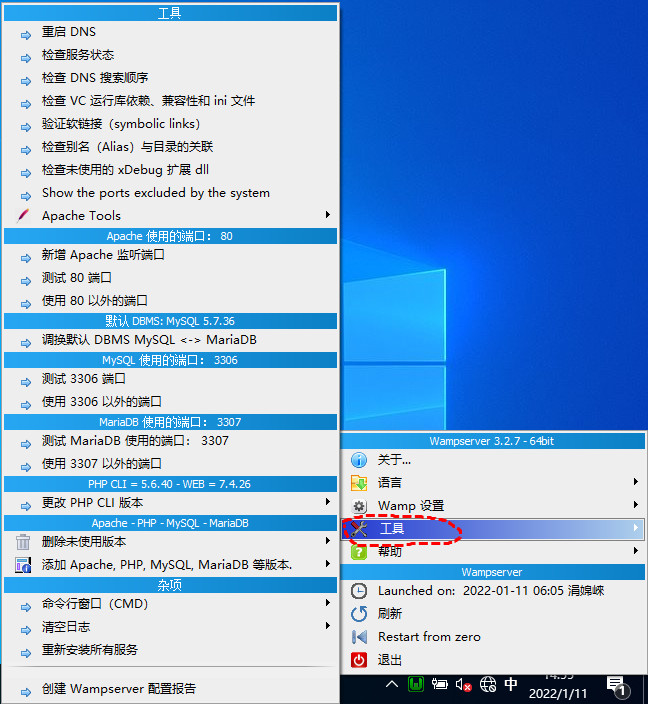 工具
重启 DNS
检查服务状态
检查 DNS 搜索顺序
检查 VC 运行库依赖、兼容性和 ini 文件
验证软链接（symbolic links）
检查别名（Alias）与目录的关联
检查未使用的 xDebug 扩展 dll
Show the ports excluded by the system
Apache Tools
Apache 使用的端口： 80
新增 Apache 监听端口
测试 80 端口
使用 80 以外的端口
默认 DBMS: MySQL 5.7.36
调换默认 DBMS MySQL <-> MariaDB
MySQL 使用的端口： 3306
测试 3306 端口
使用 3306 以外的端口
MariaDB 使用的端口： 3307
测试 MariaDB 使用的端口： 3307
使用 3307 以外的端口
PHP CLI = 5.6.40 - WEB = 7.4.26
更改 PHP CLI 版本
Apache - PHP - MySQL - MariaDB
删除未使用版本
添加 Apache, PHP, MySQL, MariaDB 等版本.
杂项
命令行窗口（CMD）
清空日志
重新安装所有服务
创建 Wampserver 配置报告
Wampserver 3.2.7 - 64bit
关于...
语言
Wamp 设置
工具
帮助
Wampserver
Launched on: 2022-01-11 06:05 涓婂崍
刷新
Restart from zero
退出
中
2022/1/11
1